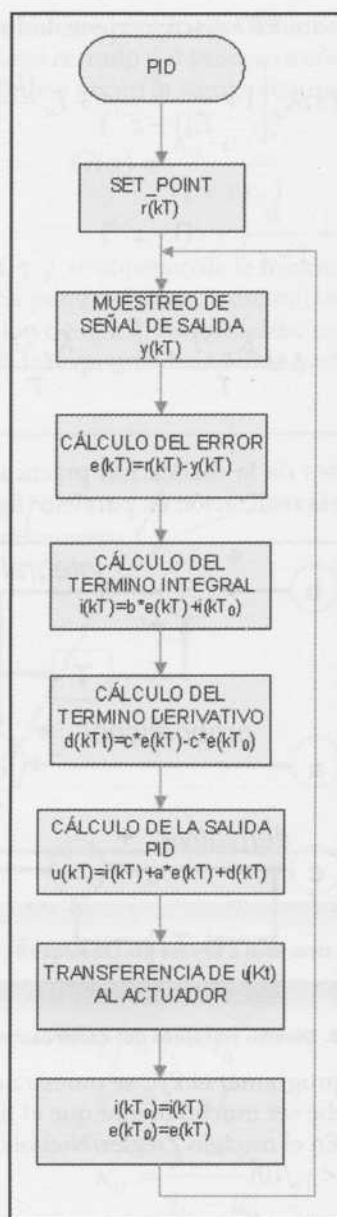 PID
SET_POINT
r(kT)
MUESTREO DE
SEÑAL DE SALIDA
y(kT)
CÁLCULO DEL ERROR
e(kT)=r(kT)-y(kT)
CÁLCULO DEL
TERMINO INTEGRAL
i(kT)=b*e(kT)+i(kT₀)
CÁLCULO DEL
TERMINO DERIVATIVO
d(kTt)=c*e(kT)-c*e(kT₀)
CÁLCULO DE LA SALIDA
PID
u(kT)=i(kT)+a*e(kT)+d(kT)
TRANSFERENCIA DE u(Kt)
AL ACTUADOR
i(kT₀)=i(kT)
e(kT₀)=e(kT)